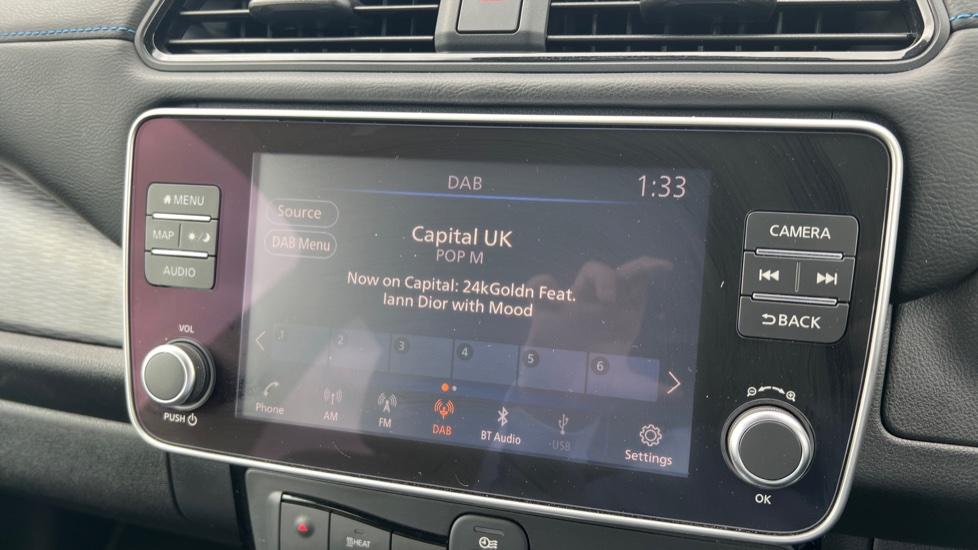 DAB
1:33
Source
DAB Menu
Capital UK
POP M
Now on Capital: 24kGoldn Feat.
Iann Dior with Mood
1 2 3 4 5 6
Phone AM FM DAB BT Audio USB Settings
MENU
MAP
AUDIO
VOL
PUSH
CAMERA
BACK
OK
HEAT